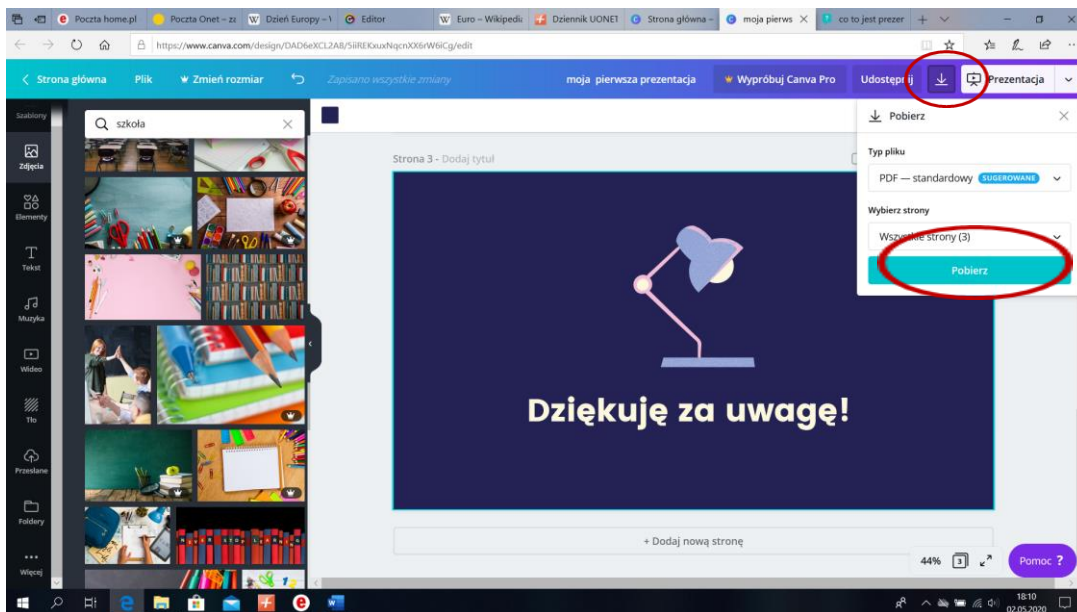 Poczta home.pl
Poczta Onet – za
Dzień Europy – V
Editor
Euro – Wikipedia
Dziennik UONET
Strona główna –
moja pierws
co to jest prezer
https://www.canva.com/design/DAD6eXCL2A8/5iiREKxuxNqcnXX6rW6iCg/edit
Strona główna
Plik
Zmień rozmiar
Zapisano wszystkie zmiany
moja pierwsza prezentacja
Wypróbuj Canva Pro
Udostępnij
Prezentacja
Szablony
Zdjęcia
Elementy
Tekst
Muzyka
Wideo
Tło
Przesłane
Foldery
Więcej
szkoła
Strona 3 - Dodaj tytuł
Dziękuję za uwagę!
+ Dodaj nową stronę
Pobierz
Typ pliku
PDF — standardowy SUGEROWANE
Wybierz strony
Wszystkie strony (3)
Pobierz
44%
3
Pomoc ?
18:10
02.05.2020